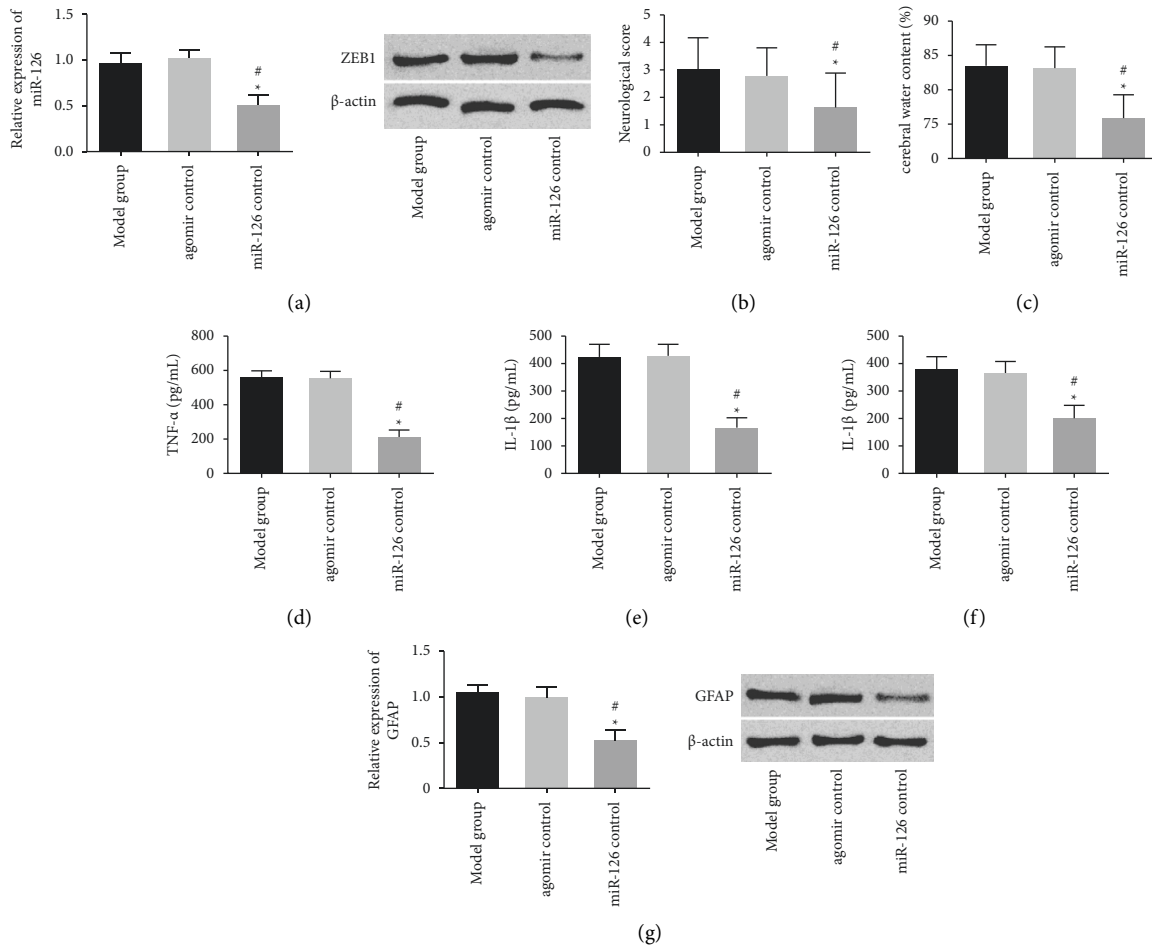 Relative expression of
miR-126
1.5
1.0
0.5
0.0
#
*
Model group
agomir control
miR-126 control
ZEB1
β-actin
Model group
agomir control
miR-126 control
(a)
Neurological score
5
4
3
2
1
0
#
*
Model group
agomir control
miR-126 control
(b)
cerebral water content (%)
90
85
80
75
60
#
*
Model group
agomir control
miR-126 control
(c)
TNF-α (pg/mL)
800
600
400
200
0
#
*
Model group
agomir control
miR-126 control
(d)
IL-1β (pg/mL)
500
400
300
200
100
0
#
*
Model group
agomir control
miR-126 control
(e)
IL-1β (pg/mL)
500
400
300
200
100
0
#
*
Model group
agomir control
miR-126 control
(f)
Relative expression of
GFAP
1.5
1.0
0.5
0
#
*
Model group
agomir control
miR-126 control
GFAP
β-actin
Model group
agomir control
miR-126 control
(g)